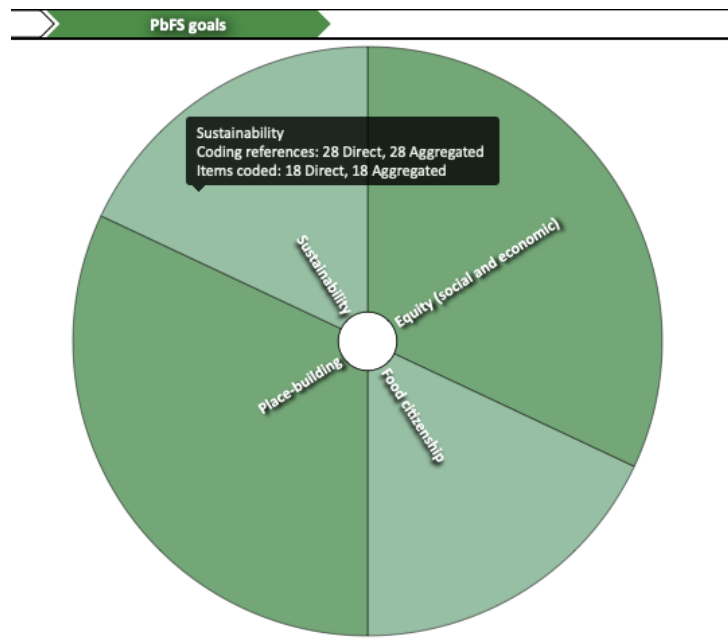 PbFS goals
Sustainability
Coding references: 28 Direct, 28 Aggregated
Items coded: 18 Direct, 18 Aggregated
Sustainability
Equity (social and economic)
Place-building
Food citizenship